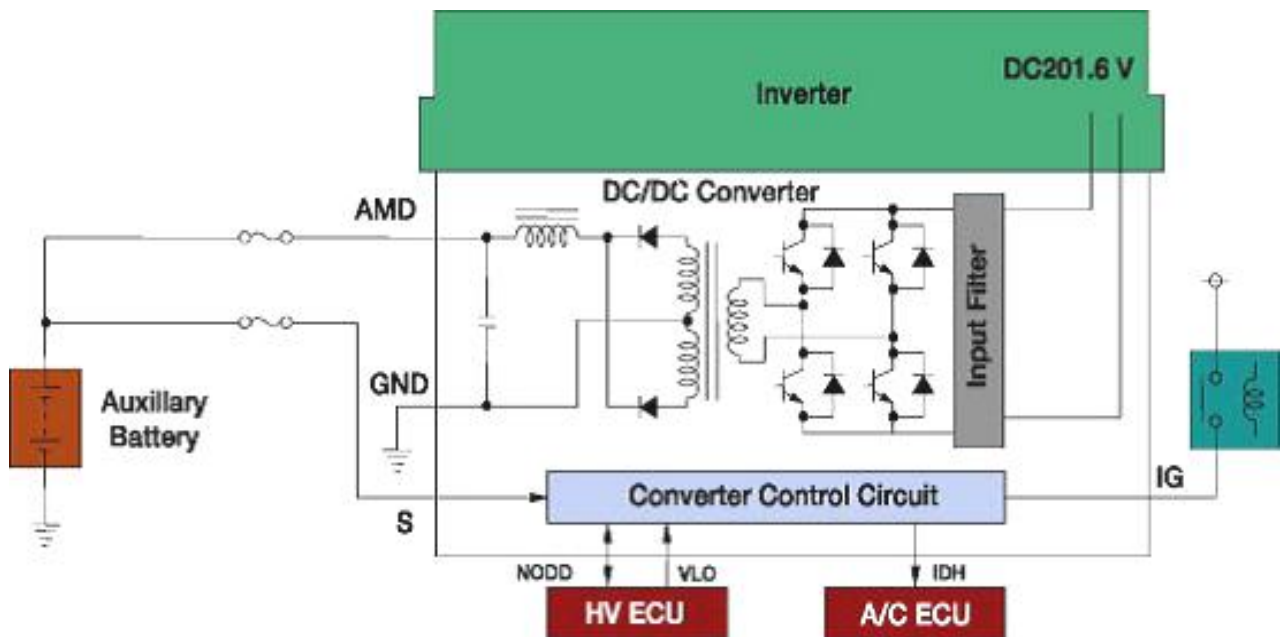 DC201.6 V
Inverter
DC/DC Converter
AMD
Input Filter
GND
Auxillary
Battery
Converter Control Circuit
IG
S
NODD
VLO
IDH
HV ECU
A/C ECU